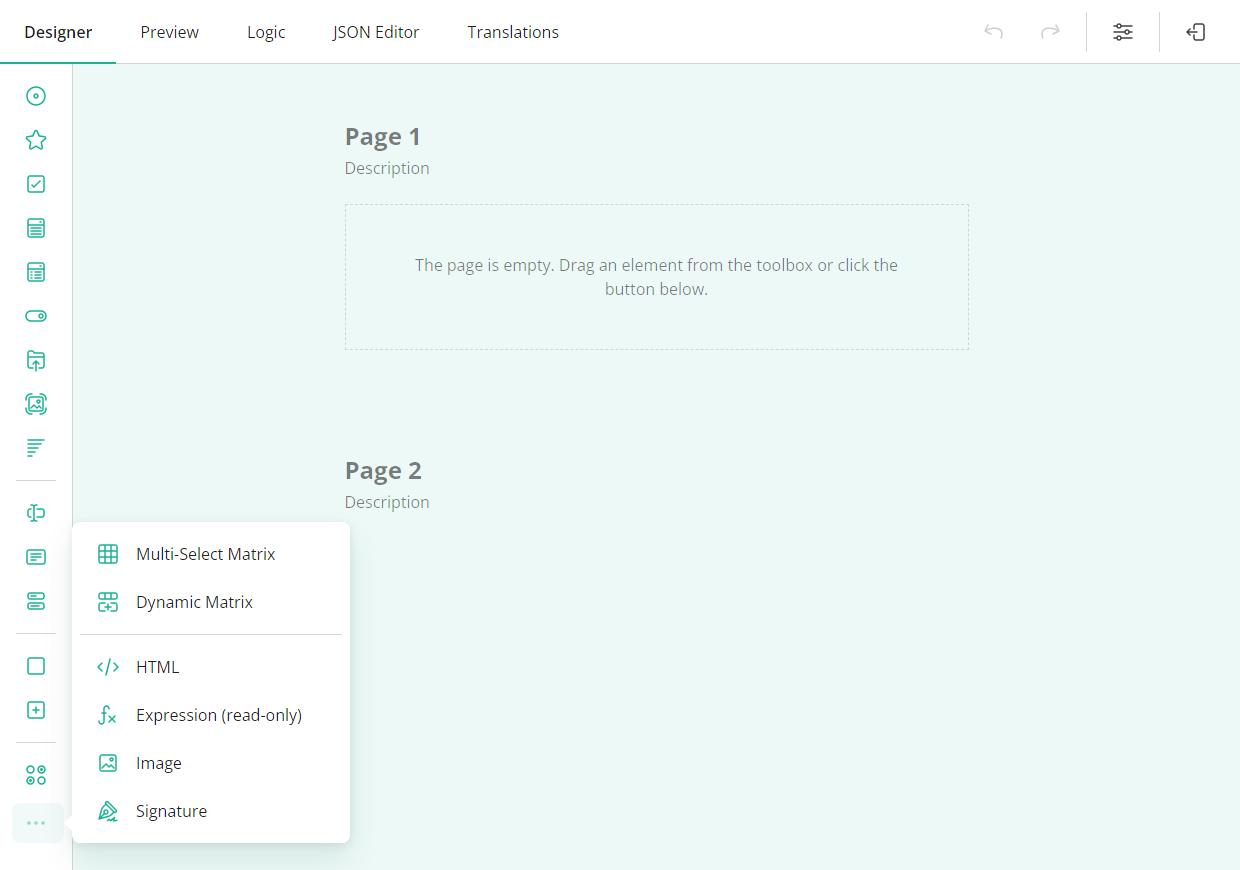 Designer
Preview
Logic
JSON Editor
Translations
Page 1
Description
The page is empty. Drag an element from the toolbox or click the
button below.
Page 2
Description
Multi-Select Matrix
Dynamic Matrix
HTML
Expression (read-only)
Image
Signature